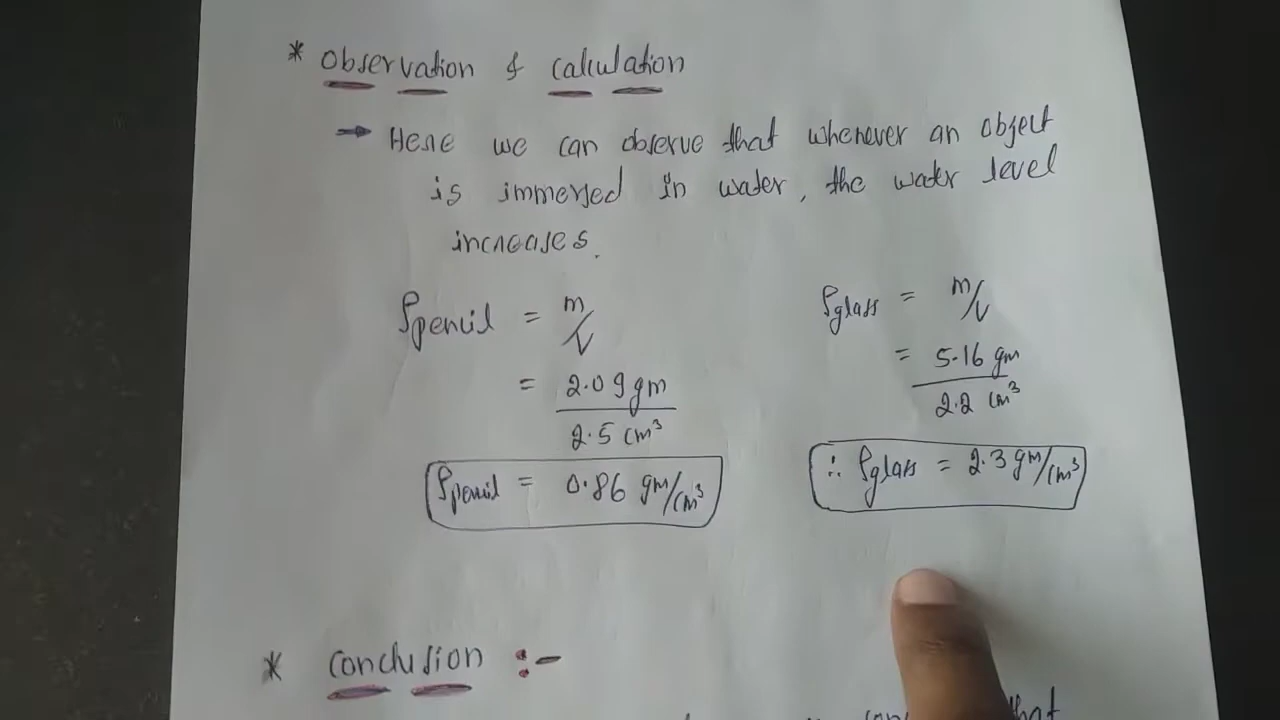 * Observation & calculation
→ Here we can observe that whenever an object
is immersed in water, the water level
increases.
ρpencil = m/V
= 2.09gm / 2.5 cm³
ρpencil = 0.86 gm/cm³
ρglass = m/V
= 5.16 gm / 2.2 cm³
∴ ρglass = 2.3 gm/cm³
* Conclusion :-
that